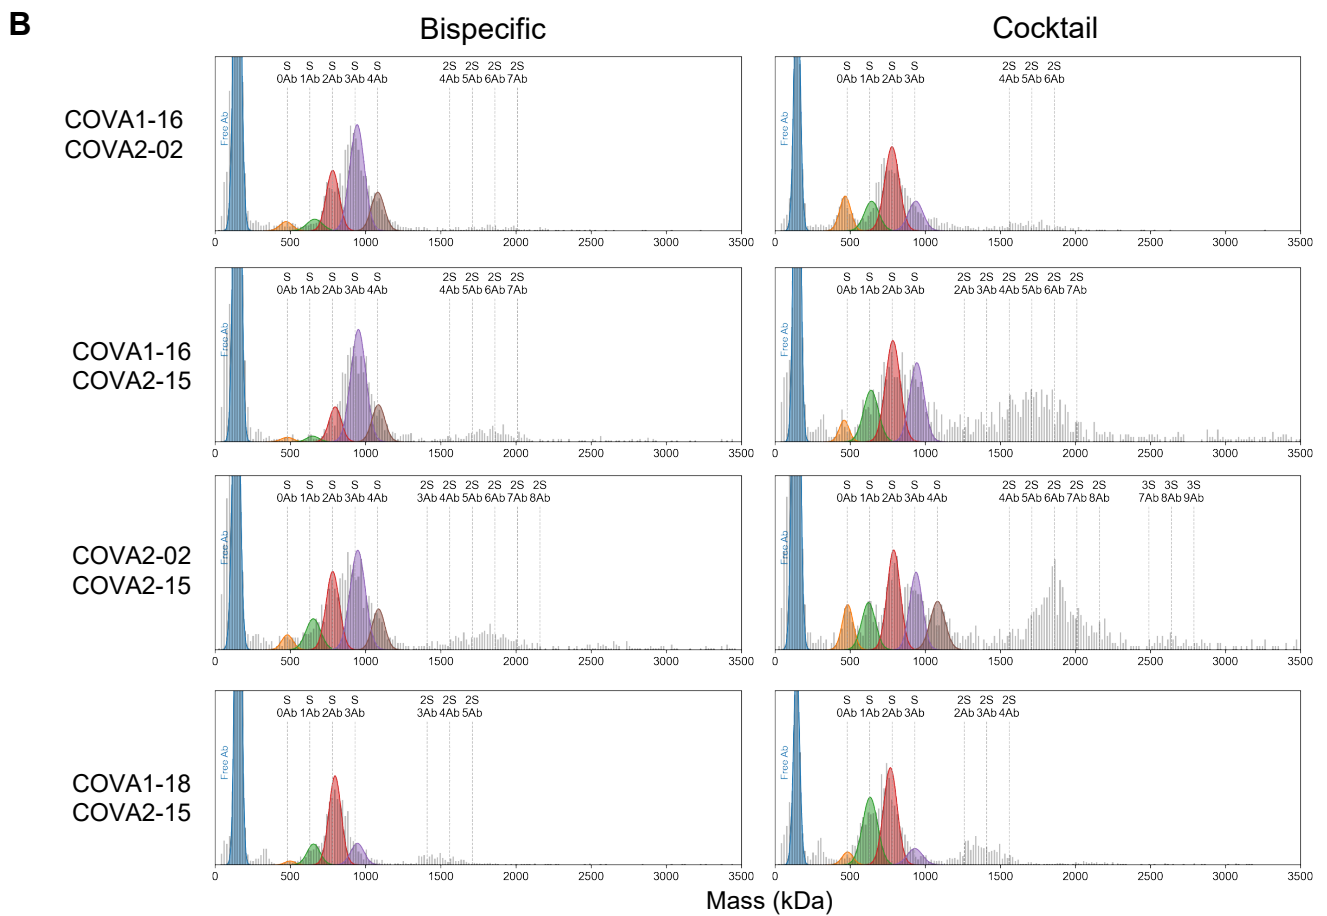 B
Bispecific Cocktail
COVA1-16
COVA2-02
S S S S S 2S 2S 2S 2S
0Ab 1Ab 2Ab 3Ab 4Ab 4Ab 5Ab 6Ab 7Ab
Free Ab
0 500 1000 1500 2000 2500 3000 3500
S S S S 2S 2S 2S
0Ab 1Ab 2Ab 3Ab 4Ab 5Ab 6Ab
Free Ab
0 500 1000 1500 2000 2500 3000 3500
COVA1-16
COVA2-15
S S S S S 2S 2S 2S 2S
0Ab 1Ab 2Ab 3Ab 4Ab 4Ab 5Ab 6Ab 7Ab
Free Ab
0 500 1000 1500 2000 2500 3000 3500
S S S S 2S 2S 2S 2S 2S 2S
0Ab 1Ab 2Ab 3Ab 2Ab 3Ab 4Ab 5Ab 6Ab 7Ab
Free Ab
0 500 1000 1500 2000 2500 3000 3500
COVA2-02
COVA2-15
S S S S S 2S 2S 2S 2S 2S 2S
0Ab 1Ab 2Ab 3Ab 4Ab 3Ab 4Ab 5Ab 6Ab 7Ab 8Ab
Free Ab
0 500 1000 1500 2000 2500 3000 3500
S S S S S 2S 2S 2S 2S 2S 3S 3S 3S
0Ab 1Ab 2Ab 3Ab 4Ab 4Ab 5Ab 6Ab 7Ab 8Ab 7Ab 8Ab 9Ab
Free Ab
0 500 1000 1500 2000 2500 3000 3500
COVA1-18
COVA2-15
S S S S 2S 2S 2S
0Ab 1Ab 2Ab 3Ab 3Ab 4Ab 5Ab
Free Ab
0 500 1000 1500 2000 2500 3000 3500
S S S S 2S 2S 2S
0Ab 1Ab 2Ab 3Ab 2Ab 3Ab 4Ab
Free Ab
0 500 1000 1500 2000 2500 3000 3500
Mass (kDa)